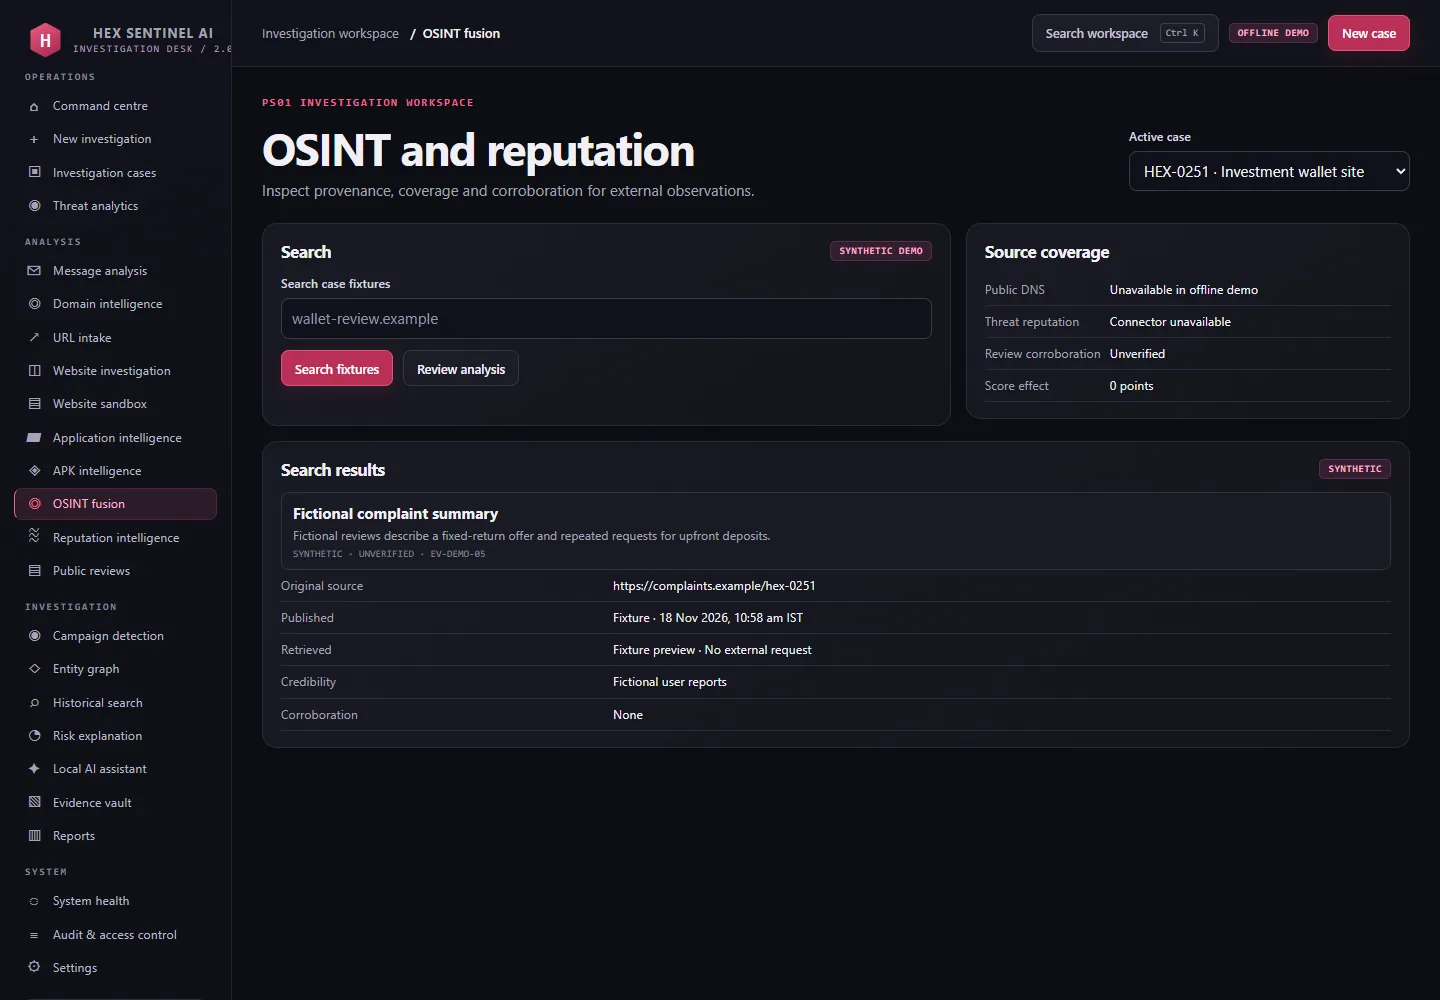 H
HEX SENTINEL AI
INVESTIGATION DESK / 2.0
Investigation workspace / OSINT fusion
Search workspace Ctrl K
OFFLINE DEMO
New case
OPERATIONS
Command centre
New investigation
Investigation cases
Threat analytics
ANALYSIS
Message analysis
Domain intelligence
URL intake
Website investigation
Website sandbox
Application intelligence
APK intelligence
OSINT fusion
Reputation intelligence
Public reviews
INVESTIGATION
Campaign detection
Entity graph
Historical search
Risk explanation
Local AI assistant
Evidence vault
Reports
SYSTEM
System health
Audit & access control
Settings
PS01 INVESTIGATION WORKSPACE
OSINT and reputation
Inspect provenance, coverage and corroboration for external observations.
Active case
HEX-0251 · Investment wallet site
Search
SYNTHETIC DEMO
Search case fixtures
wallet-review.example
Search fixtures
Review analysis
Source coverage
Public DNS Unavailable in offline demo
Threat reputation Connector unavailable
Review corroboration Unverified
Score effect 0 points
Search results
SYNTHETIC
Fictional complaint summary
Fictional reviews describe a fixed-return offer and repeated requests for upfront deposits.
SYNTHETIC · UNVERIFIED · EV-DEMO-05
Original source https://complaints.example/hex-0251
Published Fixture · 18 Nov 2026, 10:58 am IST
Retrieved Fixture preview · No external request
Credibility Fictional user reports
Corroboration None